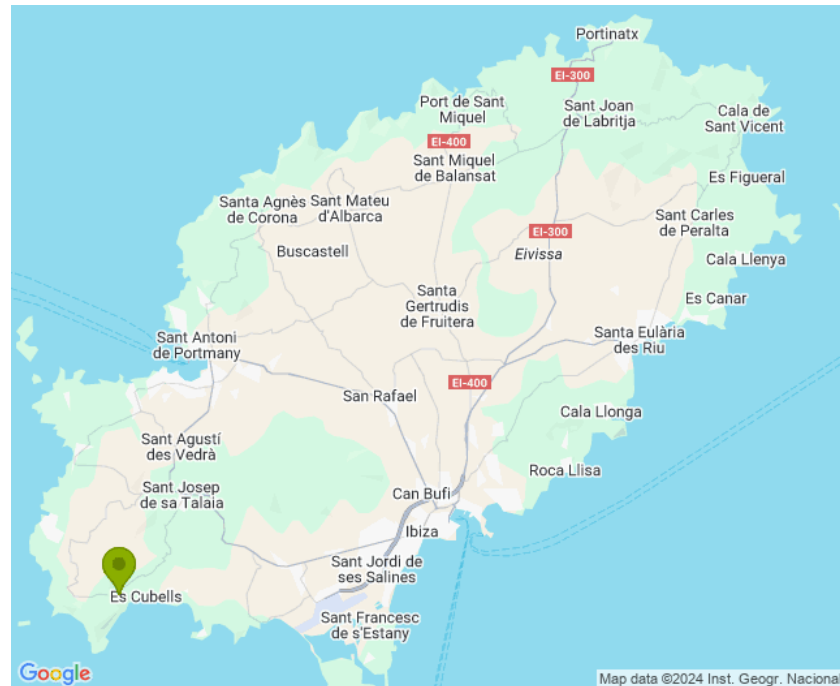 Portinatx
EI-300
Port de Sant
Miquel
Sant Joan
de Labritja
Cala de
Sant Vicent
EI-400
Sant Miquel
de Balansat
Es Figueral
Santa Agnès
de Corona
Sant Mateu
d'Albarca
Sant Carles
de Peralta
EI-300
Buscastell
Eivissa
Cala Llenya
Santa
Gertrudis
de Fruitera
Es Canar
Sant Antoni
de Portmany
Santa Eulària
des Riu
EI-400
San Rafael
Cala Llonga
Sant Agustí
des Vedrà
Roca Llisa
Sant Josep
de sa Talaia
Can Bufi
Ibiza
Sant Jordi de
ses Salines
Es Cubells
Sant Francesc
de s'Estany
Google
Map data ©2024 Inst. Geogr. Nacional